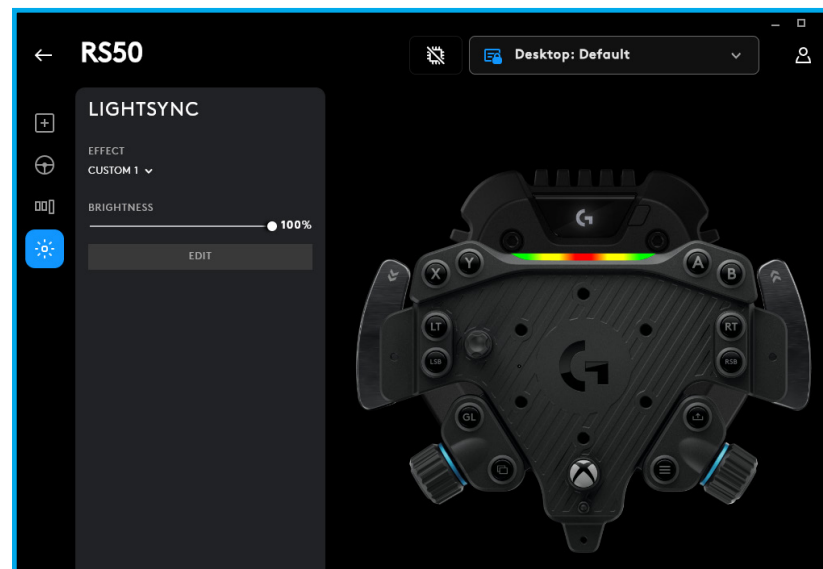 RS50
Desktop: Default
LIGHTSYNC
EFFECT
CUSTOM 1
BRIGHTNESS
100%
EDIT
X
Y
A
B
LT
RT
LSB
RSB
GL